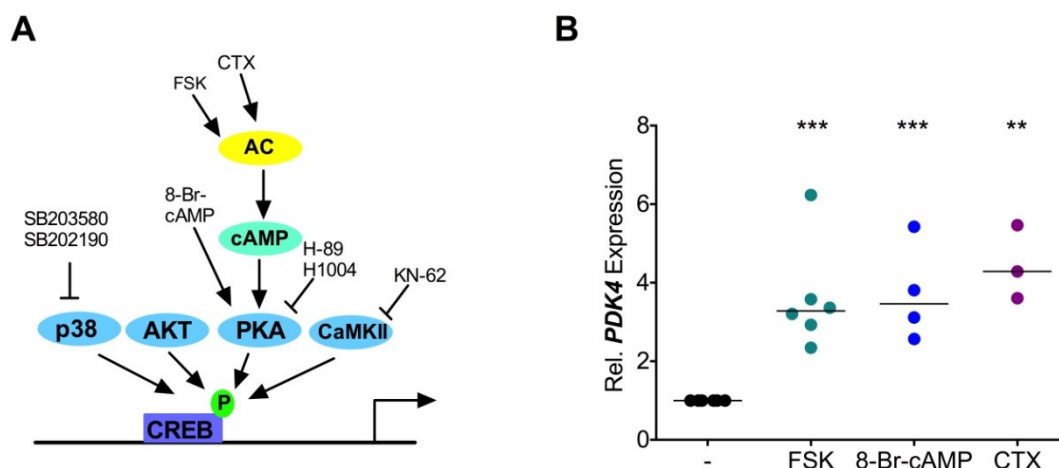 A
CTX
FSK
AC
8-Br-
cAMP
cAMP
SB203580
SB202190
H-89
H1004
KN-62
p38
AKT
PKA
CaMKII
P
CREB
B
*** *** **
Rel. PDK4 Expression
8
6
4
2
0
- FSK 8-Br-cAMP CTX